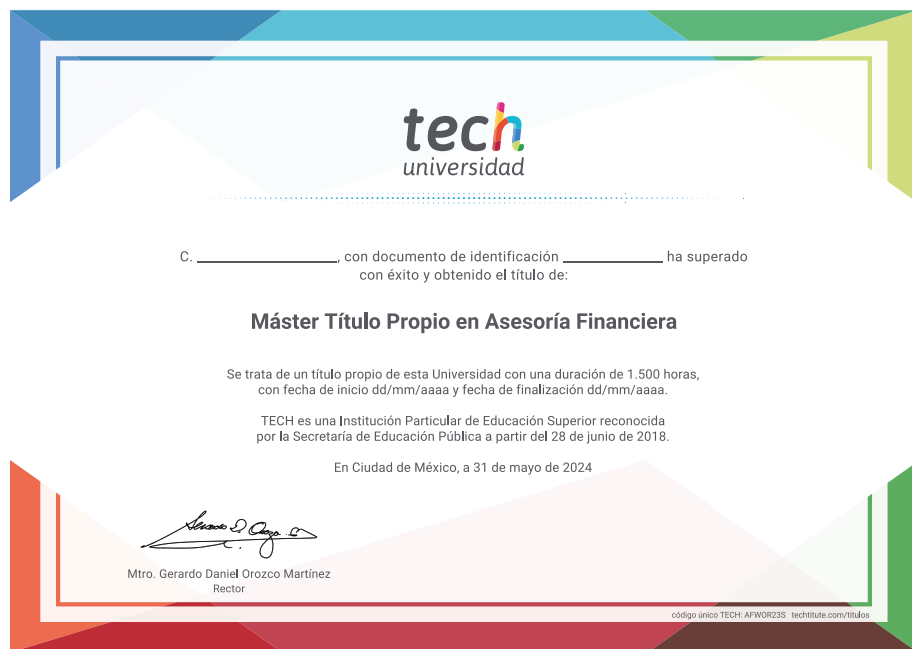 tech
universidad
C. _________________, con documento de identificación ____________ ha superado
con éxito y obtenido el título de:
Máster Título Propio en Asesoría Financiera
Se trata de un título propio de esta Universidad con una duración de 1.500 horas,
con fecha de inicio dd/mm/aaaa y fecha de finalización dd/mm/aaaa.
TECH es una Institución Particular de Educación Superior reconocida
por la Secretaría de Educación Pública a partir del 28 de junio de 2018.
En Ciudad de México, a 31 de mayo de 2024
Mtro. Gerardo Daniel Orozco Martínez
Rector
código único TECH: AFWOR23S techtitute.com/titulos